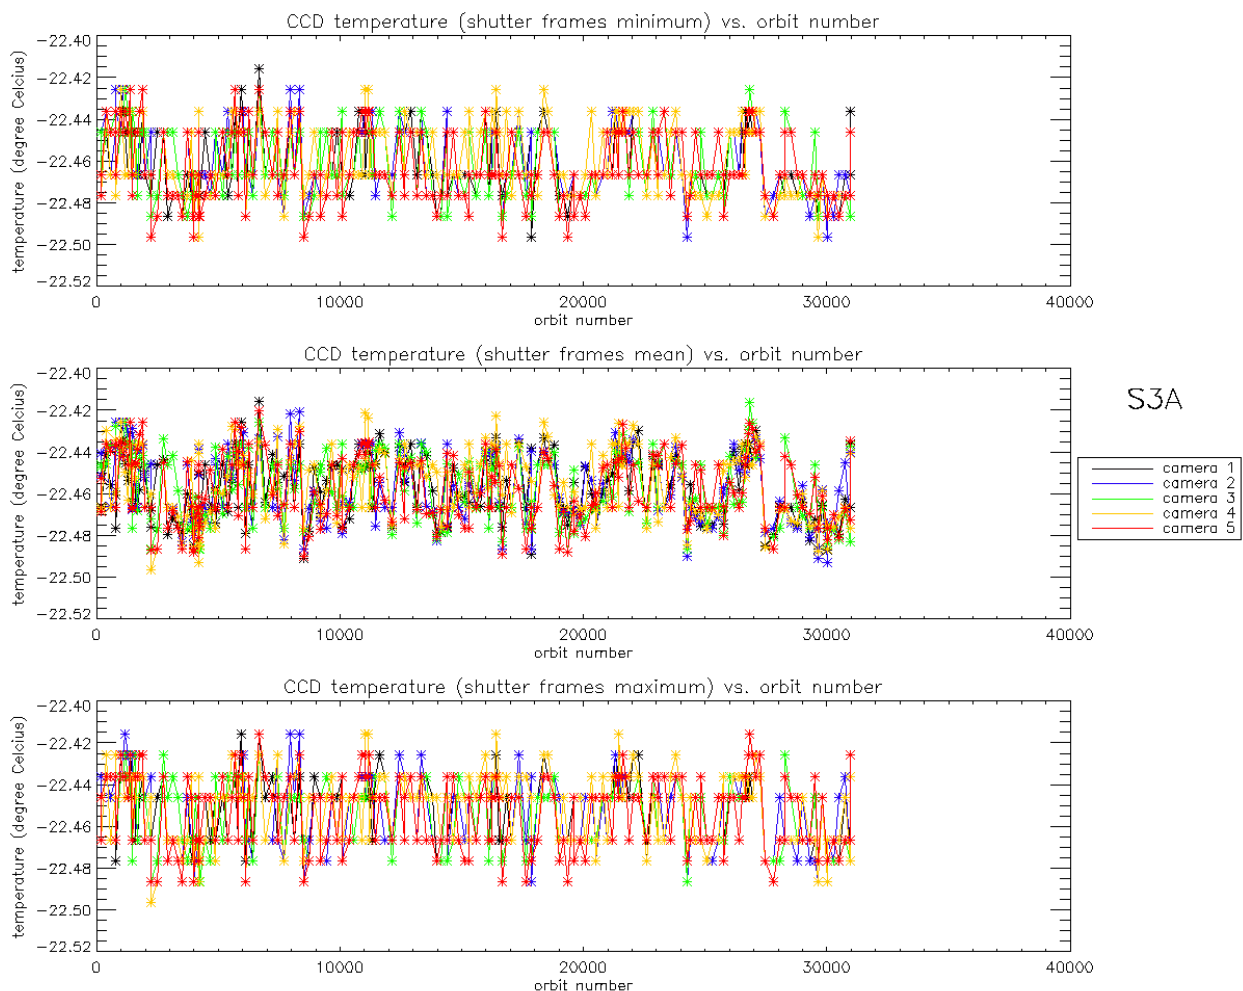 CCD temperature (shutter frames minimum) vs. orbit number
temperature (degree Celcius)
-22.40
-22.42
-22.44
-22.46
-22.48
-22.50
-22.52
0 10000 20000 30000 40000
orbit number
CCD temperature (shutter frames mean) vs. orbit number
temperature (degree Celcius)
-22.40
-22.42
-22.44
-22.46
-22.48
-22.50
-22.52
0 10000 20000 30000 40000
orbit number
S3A
camera 1
camera 2
camera 3
camera 4
camera 5
CCD temperature (shutter frames maximum) vs. orbit number
temperature (degree Celcius)
-22.40
-22.42
-22.44
-22.46
-22.48
-22.50
-22.52
0 10000 20000 30000 40000
orbit number